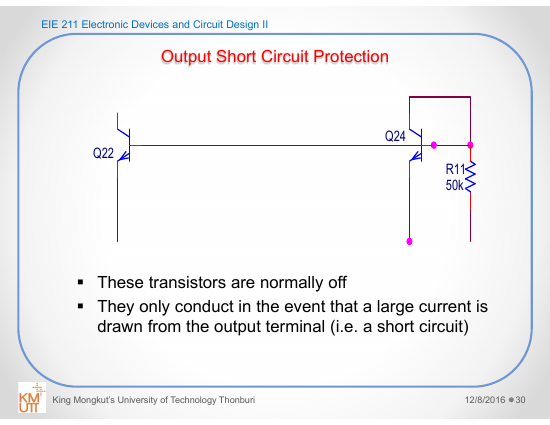 EIE 211 Electronic Devices and Circuit Design II
Output Short Circuit Protection
Q24
Q22
R11
50k
▪ These transistors are normally off
▪ They only conduct in the event that a large current is
drawn from the output terminal (i.e. a short circuit)
KM
UTT
King Mongkut's University of Technology Thonburi
12/8/2016 ● 30